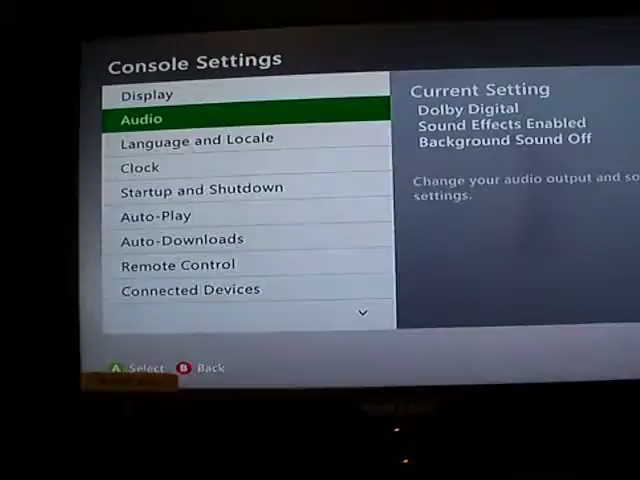 Console Settings
Display
Audio
Language and Locale
Clock
Startup and Shutdown
Auto-Play
Auto-Downloads
Remote Control
Connected Devices
Current Setting
Dolby Digital
Sound Effects Enabled
Background Sound Off
Change your audio output and so
settings.
A Select B Back